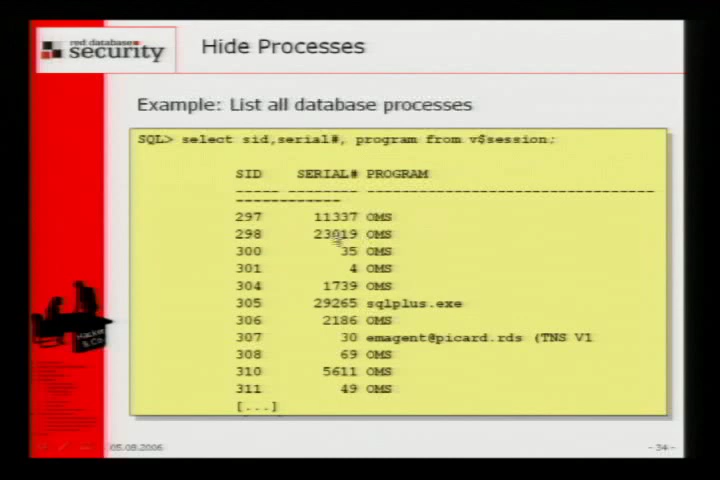 red database
security
Hide Processes
Example: List all database processes
SQL> select sid,serial#, program from v$session;
SID SERIAL# PROGRAM
----- -------- ---------------------------------
------------
297 11337 OMS
298 23019 OMS
300 35 OMS
301 4 OMS
304 1739 OMS
305 29265 sqlplus.exe
306 2186 OMS
307 30 emagent@picard.rds (TNS V1
308 69 OMS
310 5611 OMS
311 49 OMS
[...]
Hacker
& Co.
05.08.2006
-34-